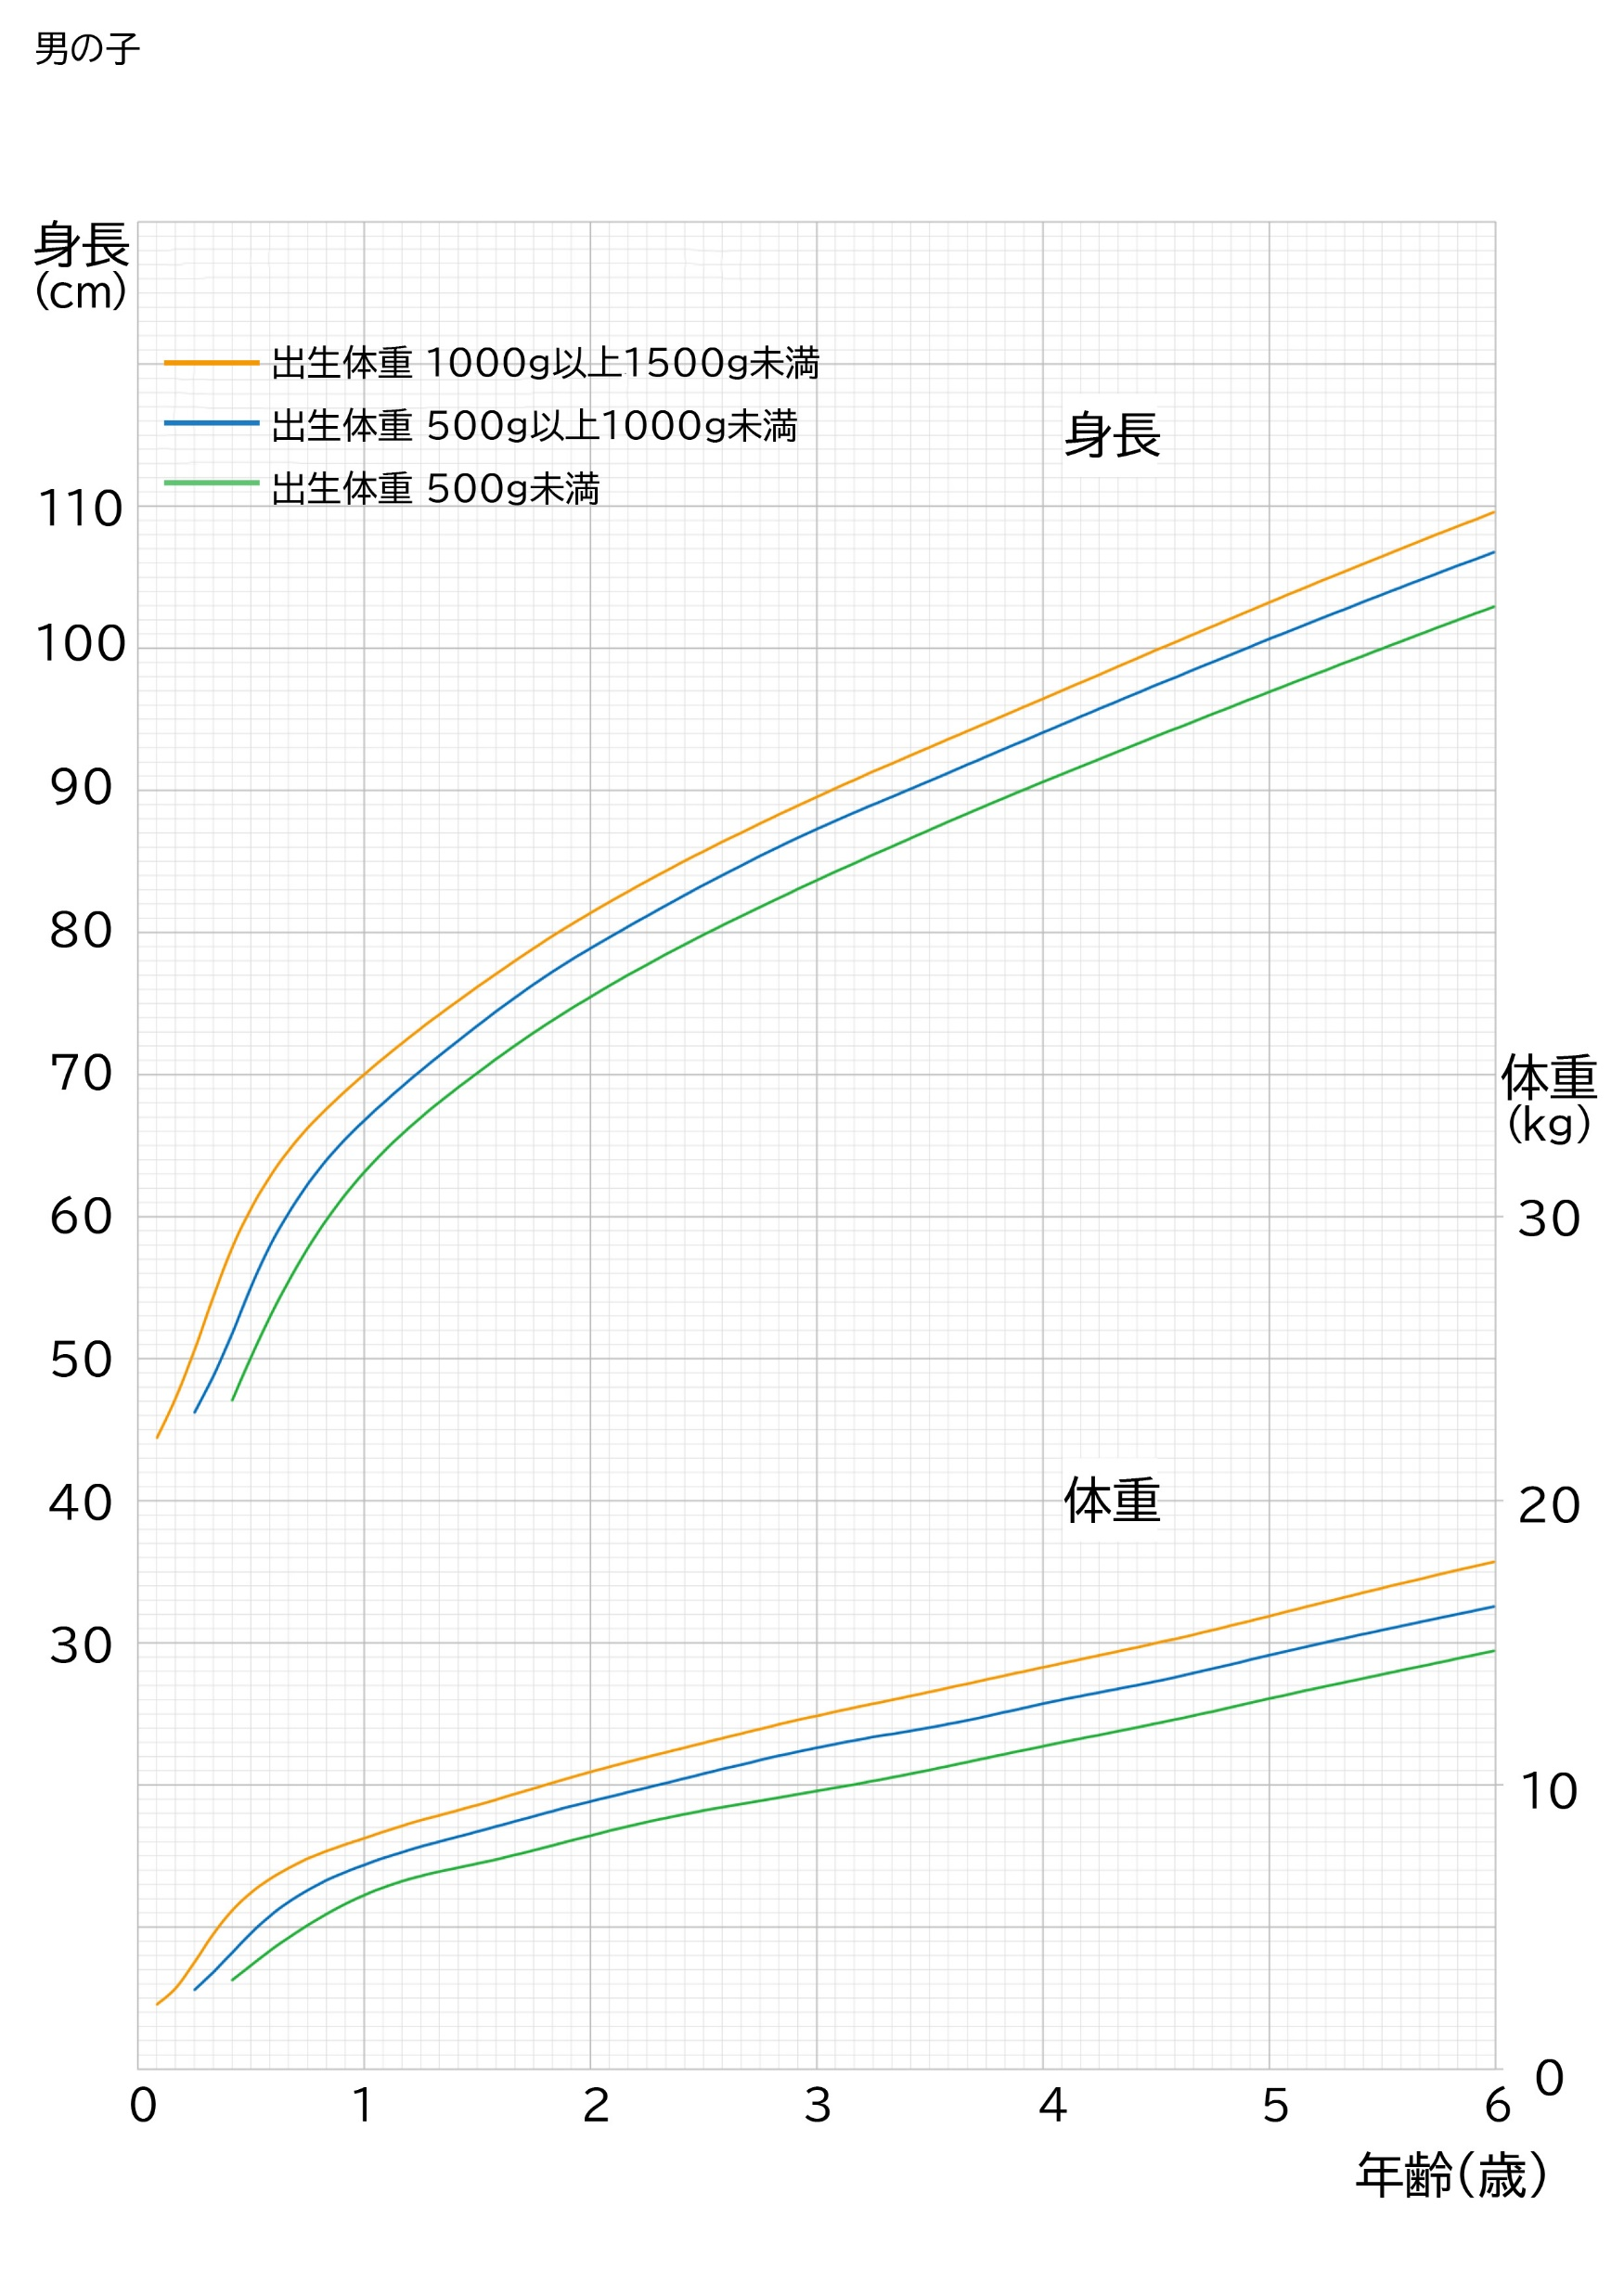 男の子
身長
(cm)
出生体重 1000g以上1500g未満
出生体重 500g以上1000g未満
出生体重 500g未満
身長
110
100
90
80
70
60
50
40
30
体重
(kg)
30
20
10
0
体重
0 1 2 3 4 5 6
年齢(歳)